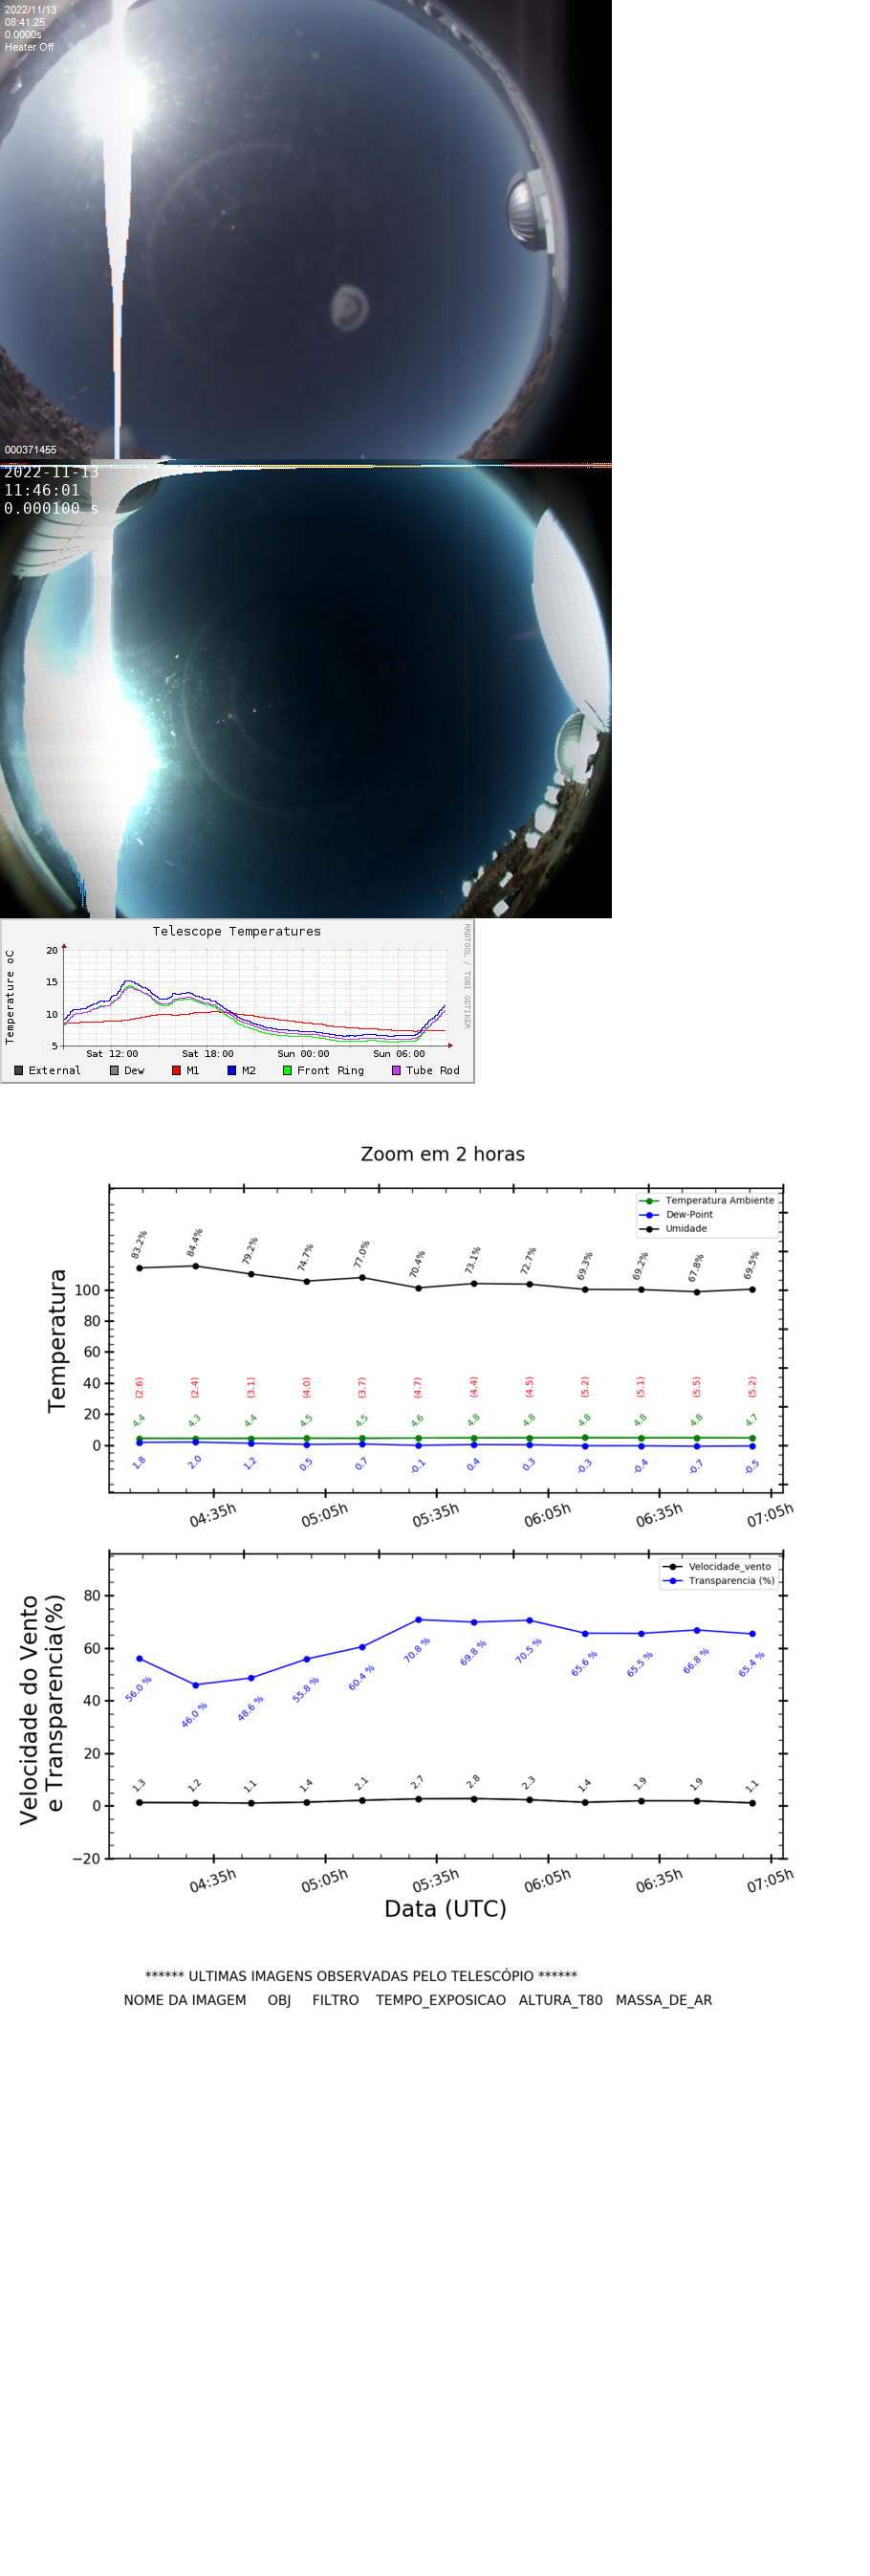 2022/11/13
08:41:25
0.0000s
Heater Off
000371455
2022-11-13
11:46:01
0.000100 s
Telescope Temperatures
RRDTOOL / TOBI OETIKER
Temperature oC
20
15
10
5
Sat 12:00 Sat 18:00 Sun 00:00 Sun 06:00
External Dew M1 M2 Front Ring Tube Rod
Zoom em 2 horas
Temperatura Ambiente
Dew-Point
Umidade
Temperatura
83.2% 84.4% 79.2% 74.7% 77.0% 70.4% 73.1% 72.7% 69.3% 69.2% 67.8% 69.5%
100
80
60
40
20
0
(2.6) (2.4) (3.1) (4.0) (3.7) (4.7) (4.4) (4.5) (5.2) (5.1) (5.5) (5.2)
4.4 4.3 4.4 4.5 4.5 4.6 4.8 4.8 4.8 4.8 4.8 4.7
1.8 2.0 1.2 0.5 0.7 -0.1 0.4 0.3 -0.3 -0.4 -0.7 -0.5
04:35h 05:05h 05:35h 06:05h 06:35h 07:05h
Velocidade_vento
Transparencia (%)
Velocidade do Vento
e Transparencia(%)
80
60
40
20
0
−20
56.0 % 46.0 % 48.6 % 55.8 % 60.4 % 70.8 % 69.8 % 70.5 % 65.6 % 65.5 % 66.8 % 65.4 %
1.3 1.2 1.1 1.4 2.1 2.7 2.8 2.3 1.4 1.9 1.9 1.1
04:35h 05:05h 05:35h 06:05h 06:35h 07:05h
Data (UTC)
****** ULTIMAS IMAGENS OBSERVADAS PELO TELESCÓPIO ******
NOME DA IMAGEM OBJ FILTRO TEMPO_EXPOSICAO ALTURA_T80 MASSA_DE_AR